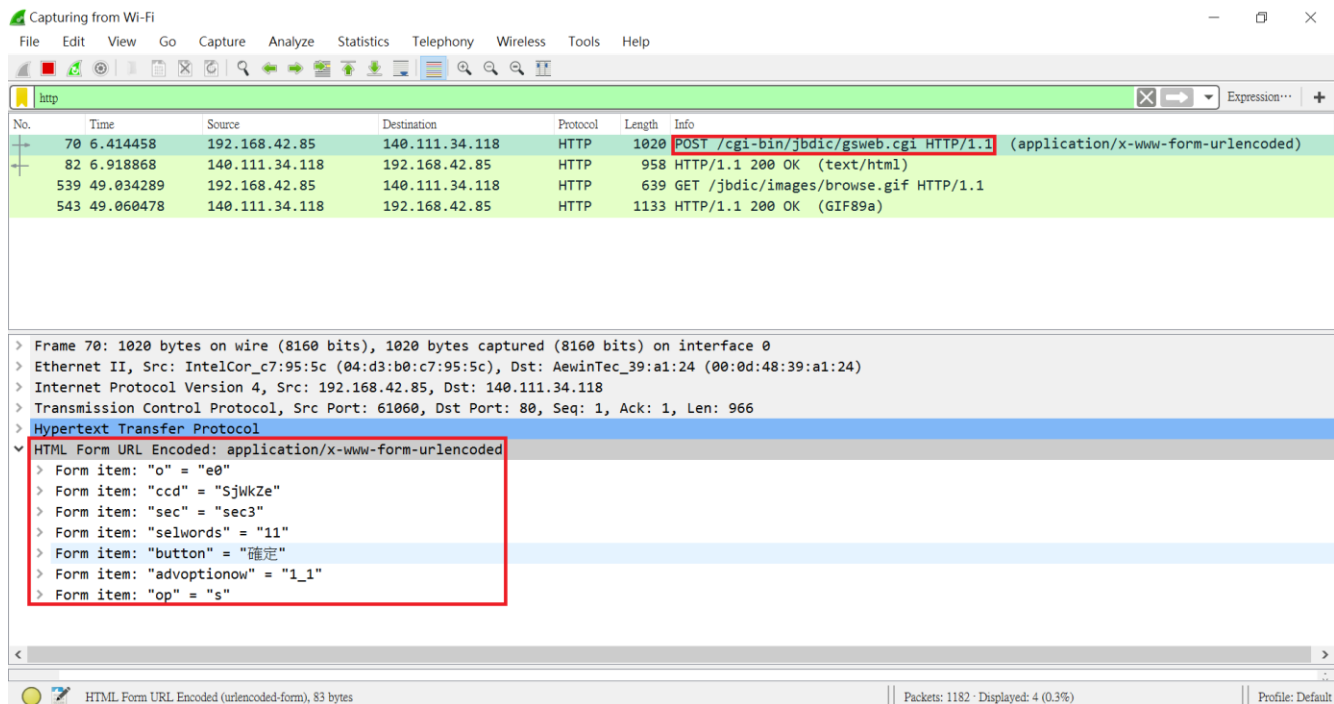 Capturing from Wi-Fi
File Edit View Go Capture Analyze Statistics Telephony Wireless Tools Help
http Expression…
No. Time Source Destination Protocol Length Info
70 6.414458 192.168.42.85 140.111.34.118 HTTP 1020 POST /cgi-bin/jbdic/gsweb.cgi HTTP/1.1 (application/x-www-form-urlencoded)
82 6.918868 140.111.34.118 192.168.42.85 HTTP 958 HTTP/1.1 200 OK (text/html)
539 49.034289 192.168.42.85 140.111.34.118 HTTP 639 GET /jbdic/images/browse.gif HTTP/1.1
543 49.060478 140.111.34.118 192.168.42.85 HTTP 1133 HTTP/1.1 200 OK (GIF89a)
Frame 70: 1020 bytes on wire (8160 bits), 1020 bytes captured (8160 bits) on interface 0
Ethernet II, Src: IntelCor_c7:95:5c (04:d3:b0:c7:95:5c), Dst: AewinTec_39:a1:24 (00:0d:48:39:a1:24)
Internet Protocol Version 4, Src: 192.168.42.85, Dst: 140.111.34.118
Transmission Control Protocol, Src Port: 61060, Dst Port: 80, Seq: 1, Ack: 1, Len: 966
Hypertext Transfer Protocol
HTML Form URL Encoded: application/x-www-form-urlencoded
Form item: "o" = "e0"
Form item: "ccd" = "SjWkZe"
Form item: "sec" = "sec3"
Form item: "selwords" = "11"
Form item: "button" = "確定"
Form item: "advoptionow" = "1_1"
Form item: "op" = "s"
HTML Form URL Encoded (urlencoded-form), 83 bytes Packets: 1182 · Displayed: 4 (0.3%) Profile: Default